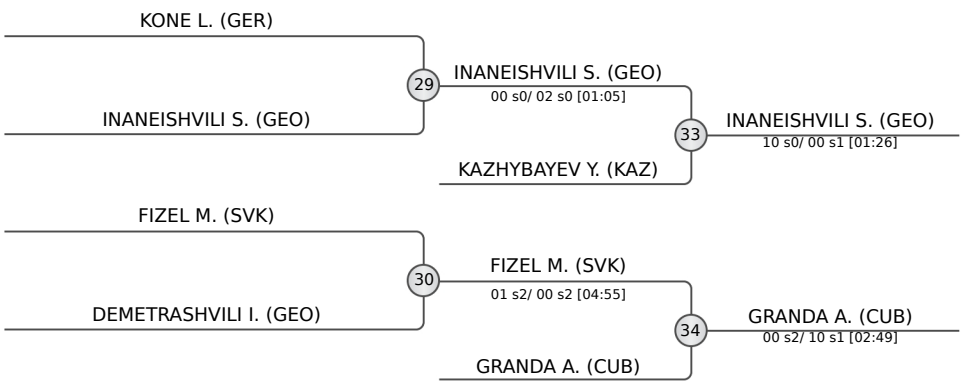 KONE L. (GER)
29
INANEISHVILI S. (GEO)
00 s0/ 02 s0 [01:05]
INANEISHVILI S. (GEO)
33
INANEISHVILI S. (GEO)
10 s0/ 00 s1 [01:26]
KAZHYBAYEV Y. (KAZ)
FIZEL M. (SVK)
30
FIZEL M. (SVK)
01 s2/ 00 s2 [04:55]
DEMETRASHVILI I. (GEO)
34
GRANDA A. (CUB)
00 s2/ 10 s1 [02:49]
GRANDA A. (CUB)